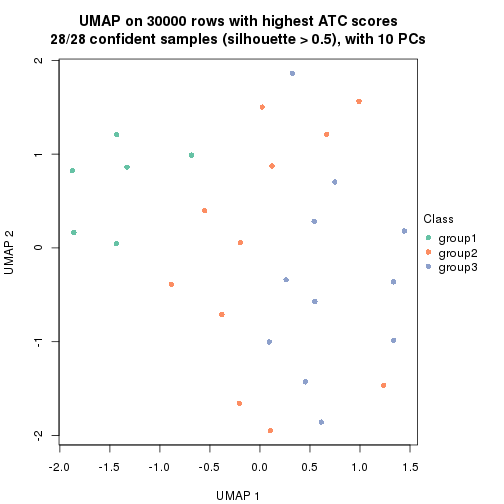 UMAP on 30000 rows with highest ATC scores
28/28 confident samples (silhouette > 0.5), with 10 PCs
2
1
0
-1
-2
UMAP 2
Class
group1
group2
group3
-2.0 -1.5 -1.0 -0.5 0.0 0.5 1.0 1.5
UMAP 1